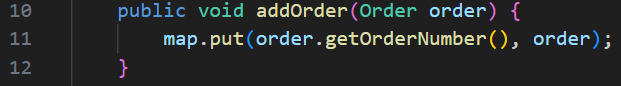 10 public void addOrder(Order order) {
11 map.put(order.getOrderNumber(), order);
12 }